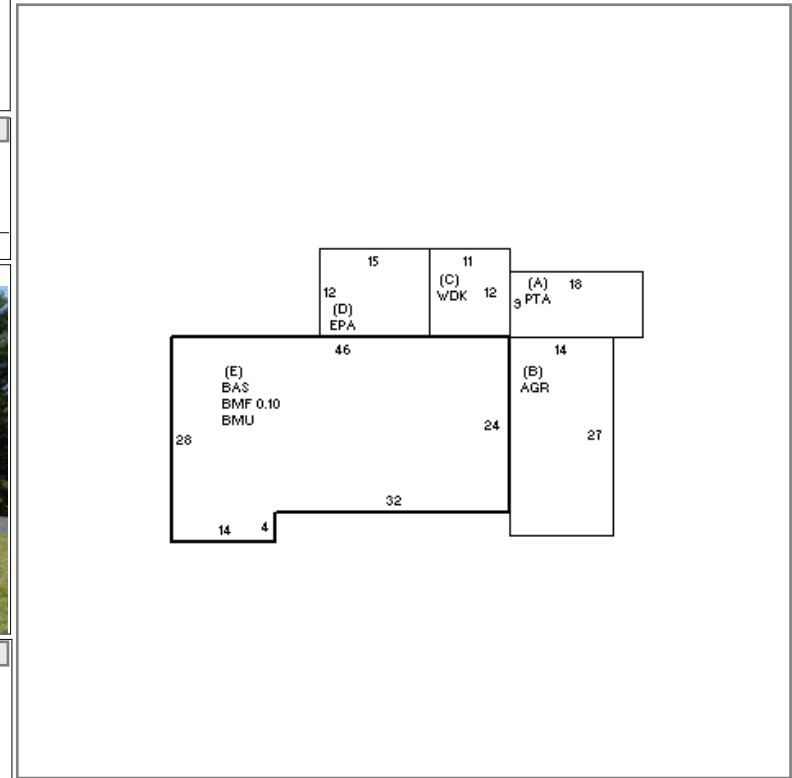 15
11
(C)
WDK 12
(A) 18
9 PTA
12
(D)
EPA
46
14
(E)
BAS
BMF 0.10
BMU
(B)
AGR
24
27
28
32
14 4